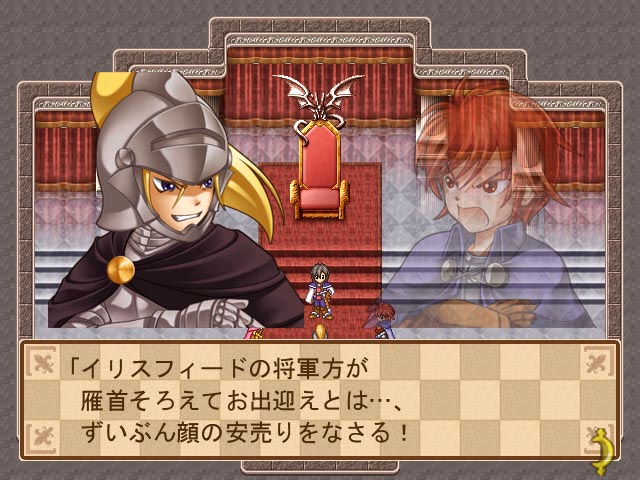 「イリスフィードの将軍方が
雁首そろえてお出迎えとは…、
ずいぶん顔の安売りをなさる！